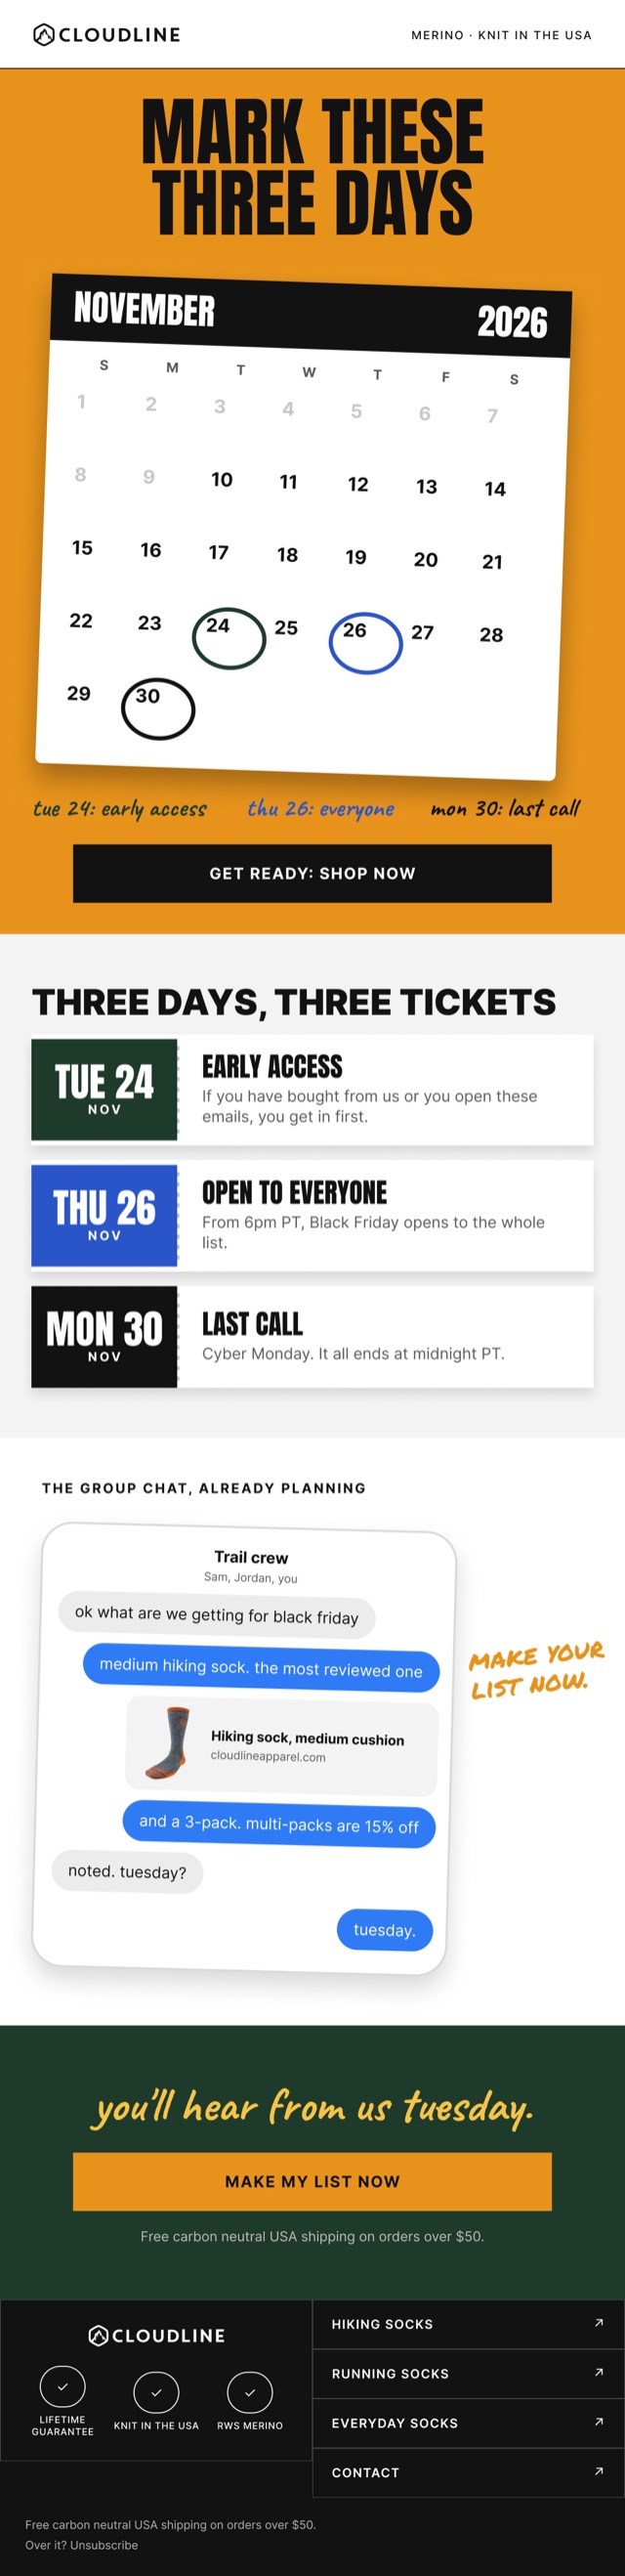 CLOUDLINE
MERINO · KNIT IN THE USA
MARK THESE
THREE DAYS
NOVEMBER 2026
S M T W T F S
1 2 3 4 5 6 7
8 9 10 11 12 13 14
15 16 17 18 19 20 21
22 23 24 25 26 27 28
29 30
tue 24: early access thu 26: everyone mon 30: last call
GET READY: SHOP NOW
THREE DAYS, THREE TICKETS
TUE 24
NOV
EARLY ACCESS
If you have bought from us or you open these
emails, you get in first.
THU 26
NOV
OPEN TO EVERYONE
From 6pm PT, Black Friday opens to the whole
list.
MON 30
NOV
LAST CALL
Cyber Monday. It all ends at midnight PT.
THE GROUP CHAT, ALREADY PLANNING
Trail crew
Sam, Jordan, you
ok what are we getting for black friday
medium hiking sock. the most reviewed one
Hiking sock, medium cushion
cloudlineapparel.com
and a 3-pack. multi-packs are 15% off
noted. tuesday?
tuesday.
MAKE YOUR
LIST NOW.
you'll hear from us tuesday.
MAKE MY LIST NOW
Free carbon neutral USA shipping on orders over $50.
CLOUDLINE
LIFETIME
GUARANTEE
KNIT IN THE USA
RWS MERINO
HIKING SOCKS
RUNNING SOCKS
EVERYDAY SOCKS
CONTACT
Free carbon neutral USA shipping on orders over $50.
Over it? Unsubscribe